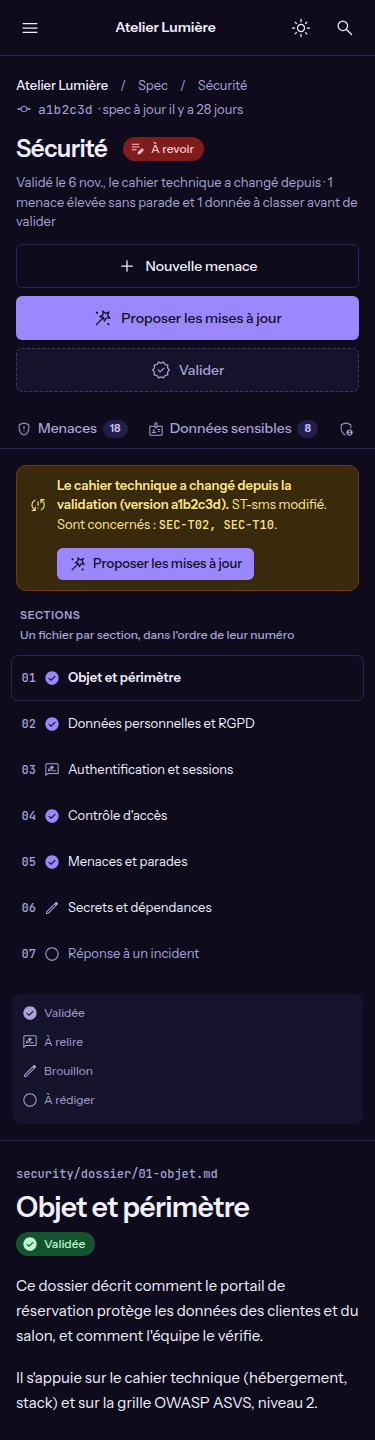 Atelier Lumière
Atelier Lumière / Spec / Sécurité
a1b2c3d · spec à jour il y a 28 jours
Sécurité
À revoir
Validé le 6 nov., le cahier technique a changé depuis · 1
menace élevée sans parade et 1 donnée à classer avant de
valider
Nouvelle menace
Proposer les mises à jour
Valider
Menaces 18
Données sensibles 8
Le cahier technique a changé depuis la
validation (version a1b2c3d). ST-sums modifié.
Sont concernés : SEC-T02, SEC-T10.
Proposer les mises à jour
SECTIONS
Un fichier par section, dans l'ordre de leur numéro
01 Objet et périmètre
02 Données personnelles et RGPD
03 Authentification et sessions
04 Contrôle d'accès
05 Menaces et parades
06 Secrets et dépendances
07 Réponse à un incident
Validée
À relire
Brouillon
À rédiger
security/dossier/01-objet.md
Objet et périmètre
Validée
Ce dossier décrit comment le portail de
réservation protège les données des clientes et du
salon, et comment l'équipe le vérifie.
Il s'appuie sur le cahier technique (hébergement,
stack) et sur la grille OWASP ASVS, niveau 2.